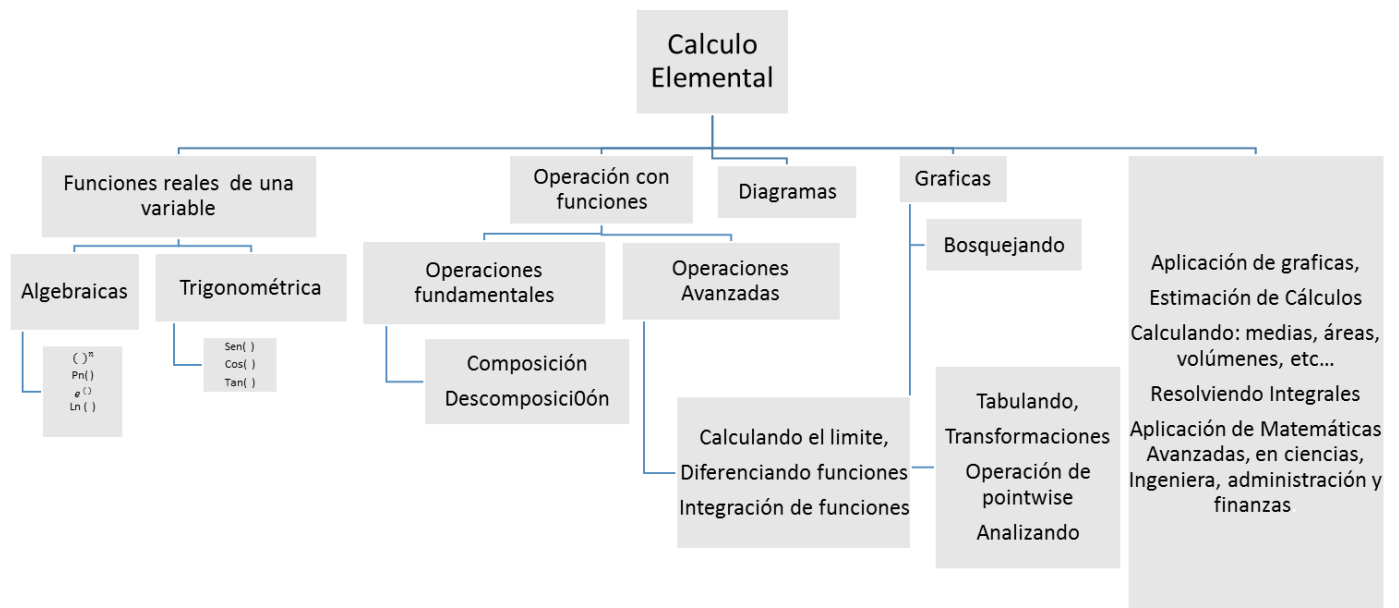 Calculo
Elemental
Funciones reales de una
variable
Algebraicas
( )ⁿ
Pn()
e^()
Ln ( )
Trigonométrica
Sen( )
Cos( )
Tan( )
Operación con
funciones
Operaciones
fundamentales
Composición
Descomposici0ón
Operaciones
Avanzadas
Calculando el limite,
Diferenciando funciones
Integración de funciones
Diagramas
Graficas
Bosquejando
Tabulando,
Transformaciones
Operación de
pointwise
Analizando
Aplicación de graficas,
Estimación de Cálculos
Calculando: medias, áreas,
volúmenes, etc...
Resolviendo Integrales
Aplicación de Matemáticas
Avanzadas, en ciencias,
Ingeniera, administración y
finanzas.